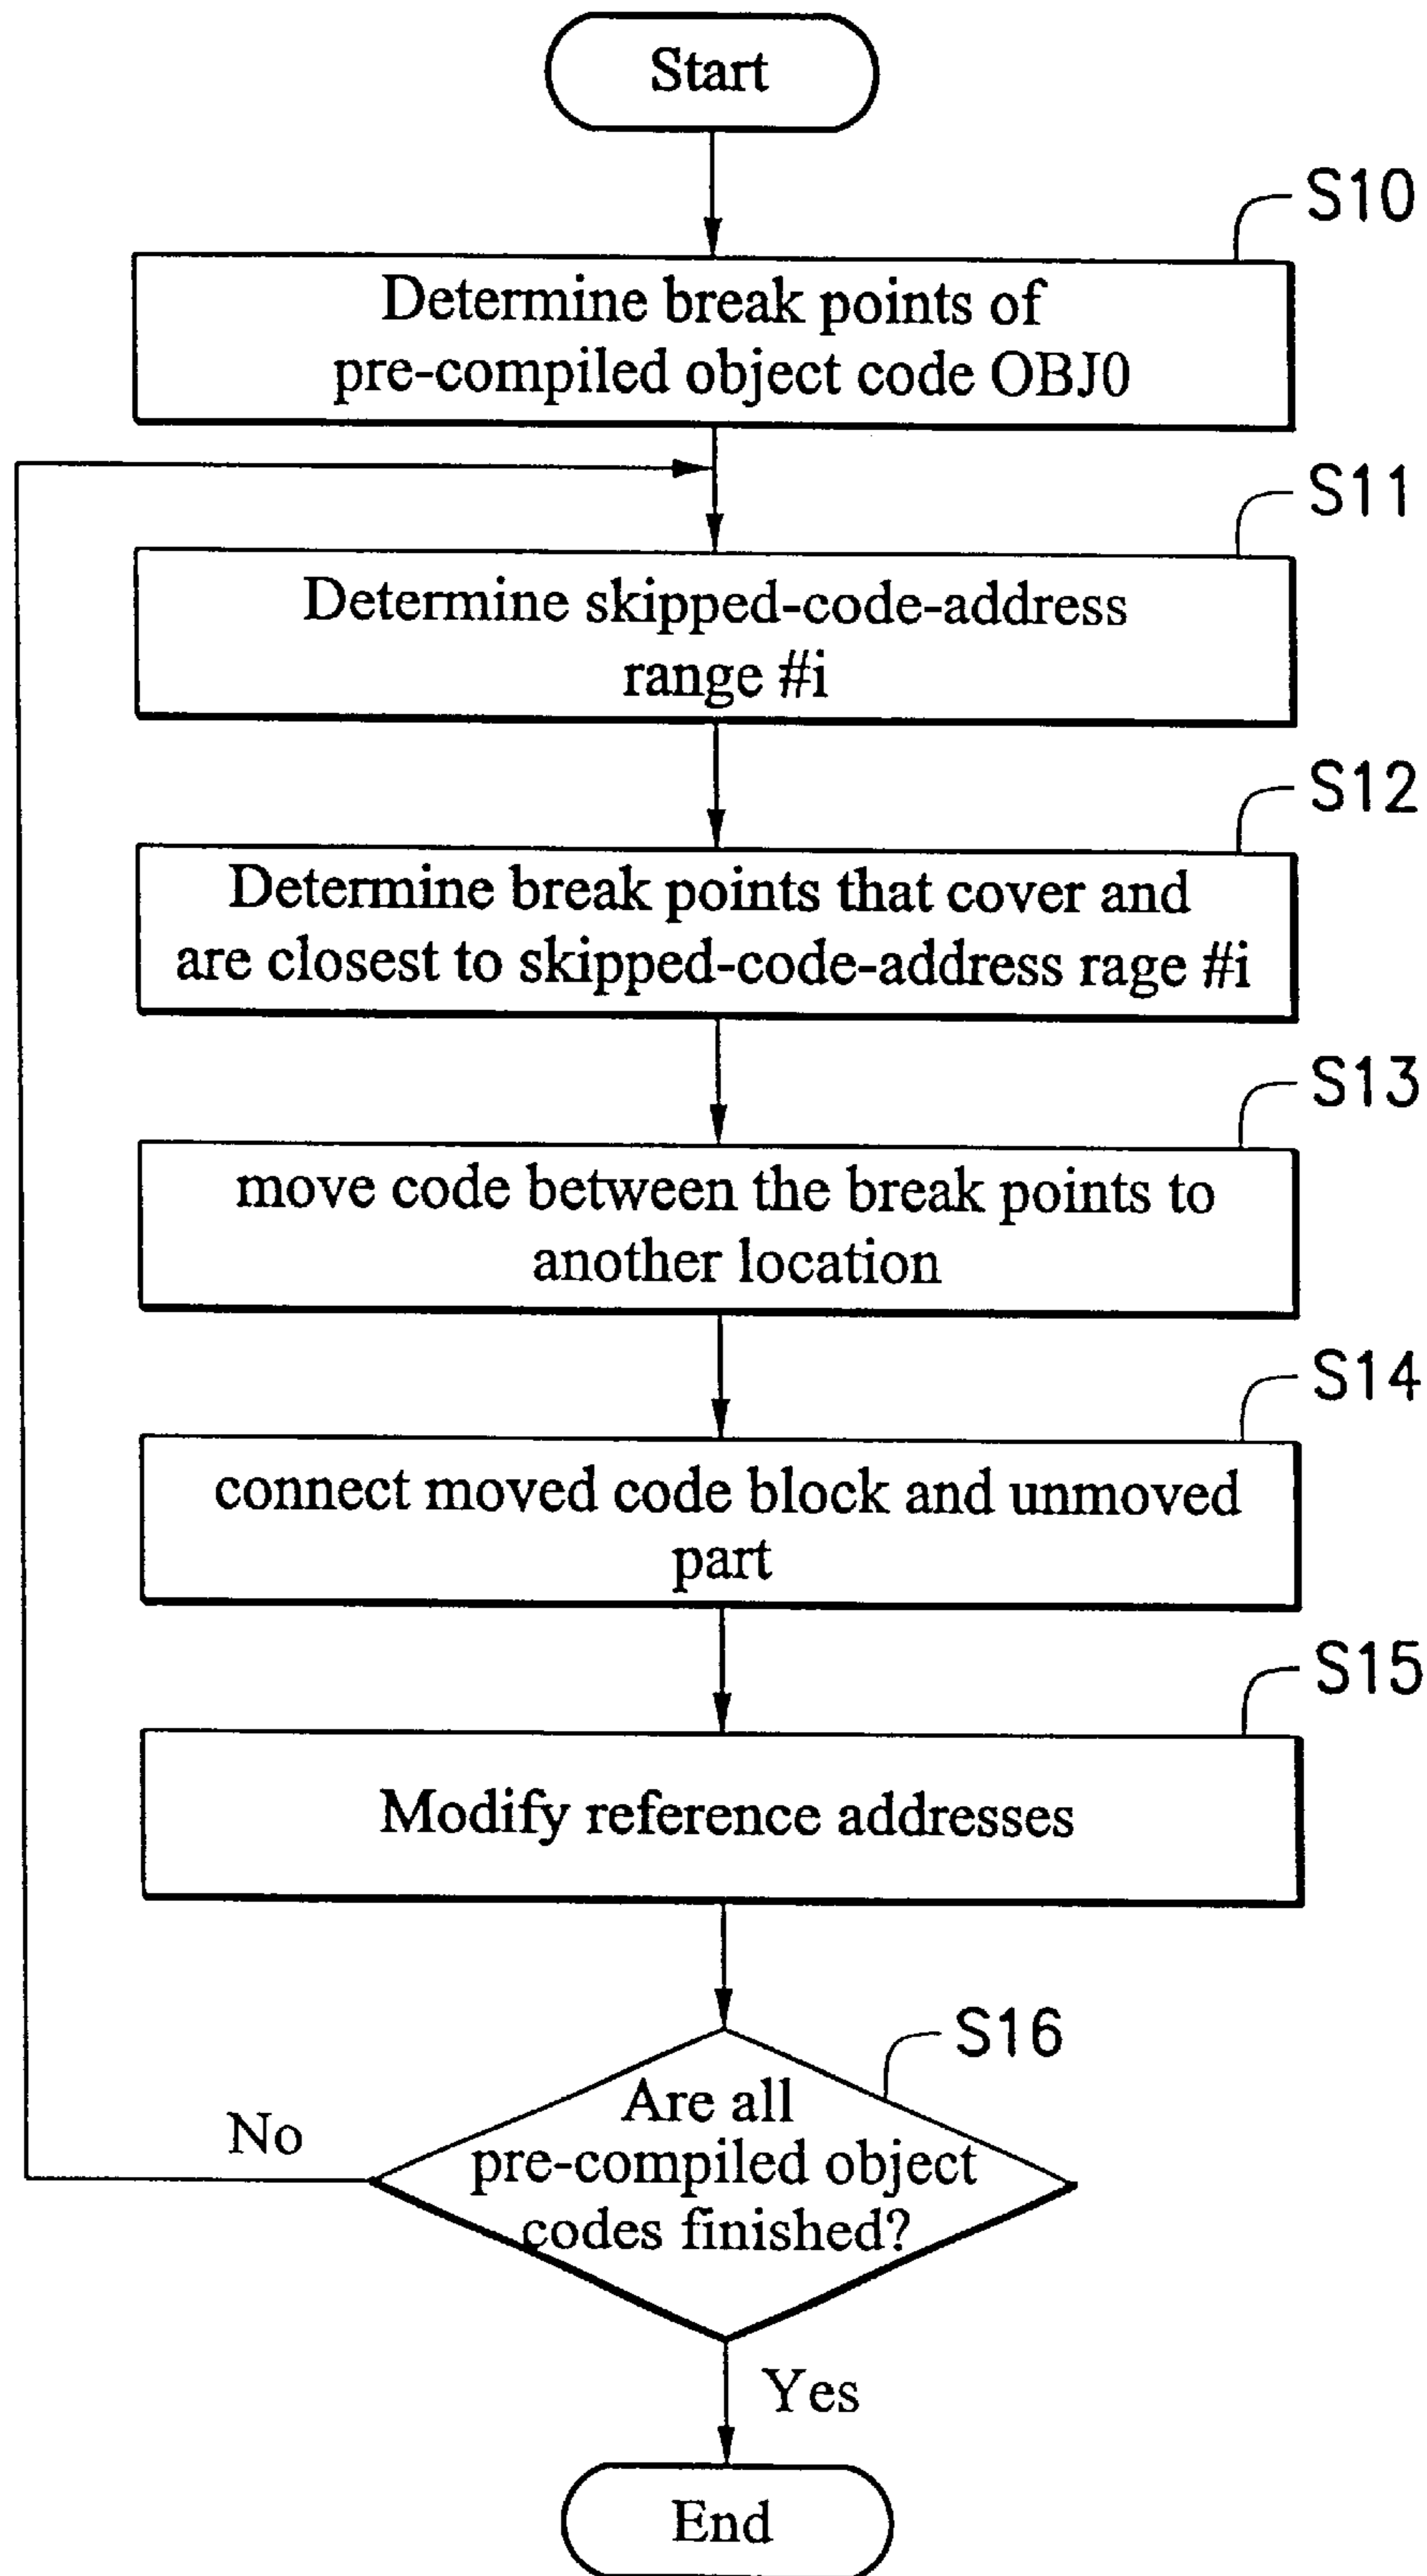 Start
S10
Determine break points of
pre-compiled object code OBJ0
S11
Determine skipped-code-address
range #i
S12
Determine break points that cover and
are closest to skipped-code-address rage #i
S13
move code between the break points to
another location
S14
connect moved code block and unmoved
part
S15
Modify reference addresses
S16
Are all
pre-compiled object
codes finished?
No
Yes
End